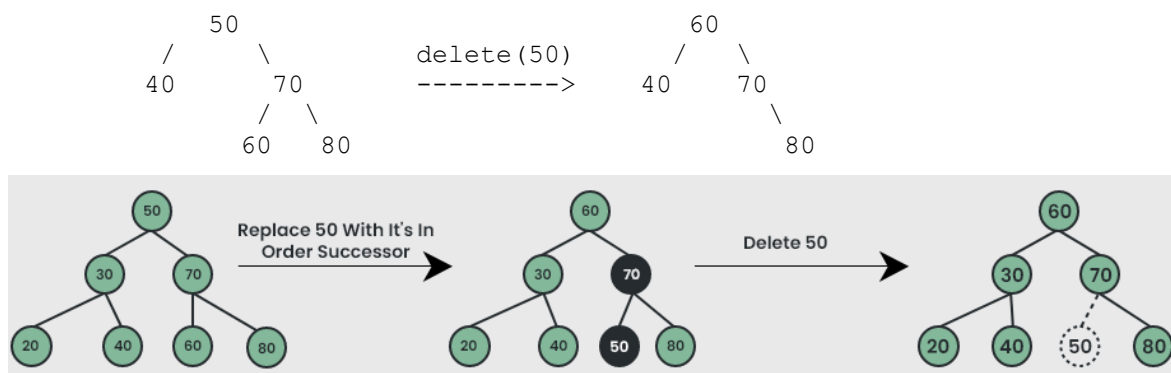 50 60
/ \ delete(50) / \
40 70 ---------> 40 70
/ \ \
60 80 80
50 Replace 50 With It's In Order Successor 60 Delete 50 60
30 70 30 70 30 70
20 40 60 80 20 40 50 80 20 40 50 80